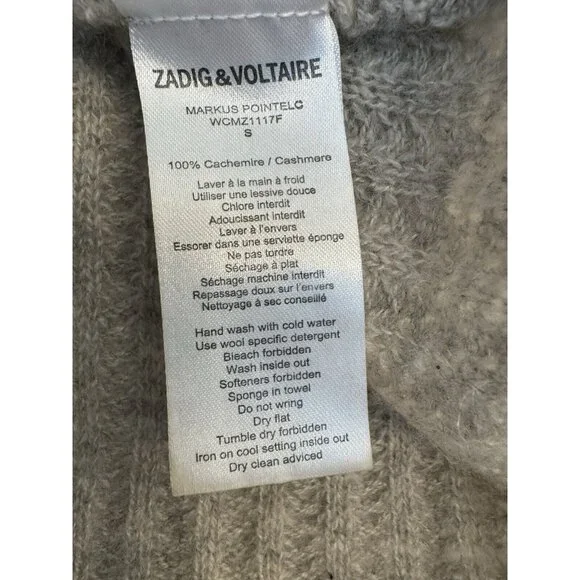 ZADIG & VOLTAIRE
MARKUS POINTELC
WCMZ1117F
S
100% Cachemire / Cashmere
Laver à la main à froid
Utiliser une lessive douce
Chlore interdit
Adoucissant interdit
Laver à l'envers
Essorer dans une serviette éponge
Ne pas tordre
Séchage à plat
Séchage machine interdit
Repassage doux sur l'envers
Nettoyage à sec conseillé
Hand wash with cold water
Use wool specific detergent
Bleach forbidden
Wash inside out
Softeners forbidden
Sponge in towel
Do not wring
Dry flat
Tumble dry forbidden
Iron on cool setting inside out
Dry clean adviced